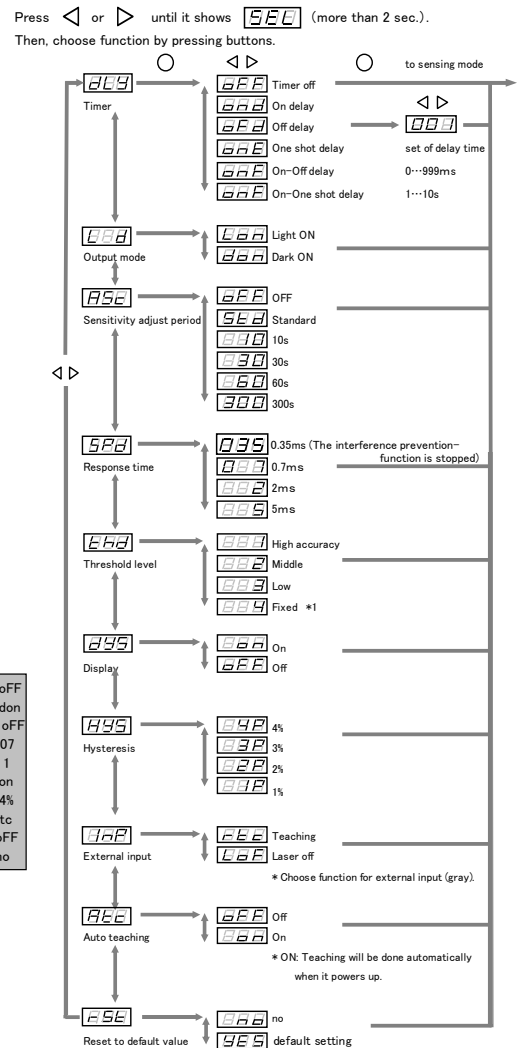 Press ◁ or ▷ until it shows SEL (more than 2 sec.).
Then, choose function by pressing buttons.
○ ◁ ▷ ○ to sensing mode
dLY
Timer
oFF Timer off
ond On delay
oFd Off delay
onE One shot delay
onF On-Off delay
onF On-One shot delay
◁ ▷
001
set of delay time
0…999ms
1…10s
L d
Output mode
Lon Light ON
don Dark ON
ASt
Sensitivity adjust period
oFF OFF
Std Standard
10 10s
30 30s
60 60s
300 300s
◁ ▷
SPd
Response time
035 0.35ms (The interference prevention-
function is stopped)
0 7 0.7ms
2 2ms
5 5ms
thd
Threshold level
1 High accuracy
2 Middle
3 Low
4 Fixed *1
dYS
Display
on On
oFF Off
HYS
Hysteresis
4P 4%
3P 3%
2P 2%
1P 1%
InP
External input
rtc Teaching
LoF Laser off
* Choose function for external input (gray).
Atc
Auto teaching
oFF Off
on On
* ON: Teaching will be done automatically
when it powers up.
rSt
Reset to default value
no no
YES default setting
oFF
don
oFF
07
1
on
4%
tc
oFF
no